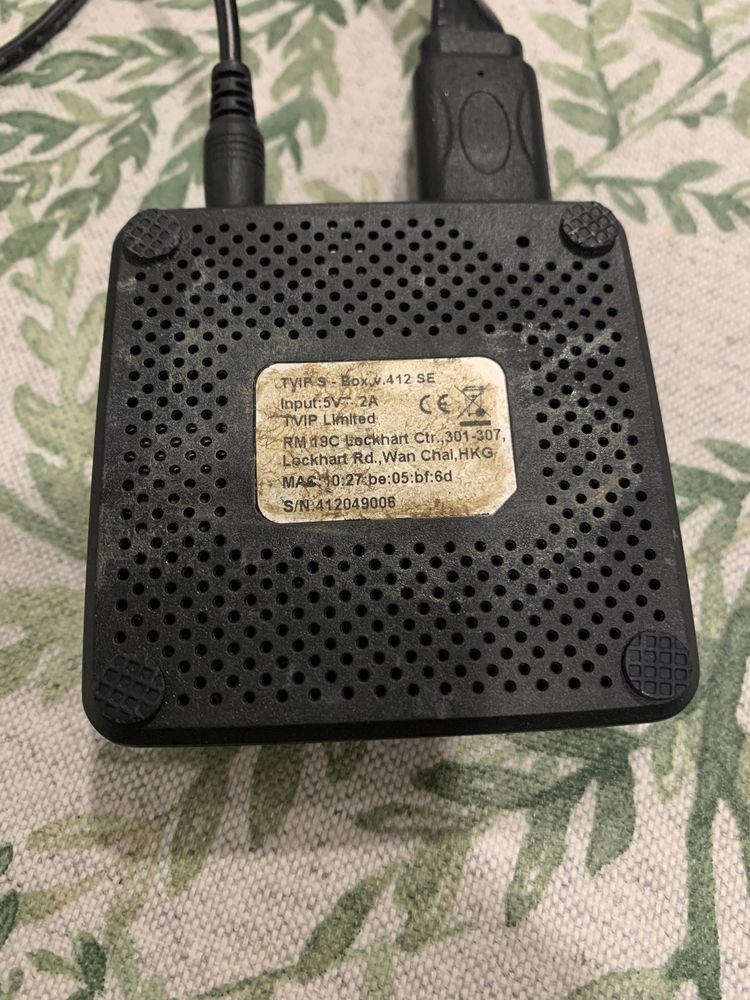 TVIP S - Box v.412 SE
Input:5V⎓ 2A
TVIP Limited
RM 19C Lockhart Ctr.,301-307,
Lockhart Rd.,Wan Chai,HKG
MAC:10:27:be:05:bf:6d
S/N:412049006
CE